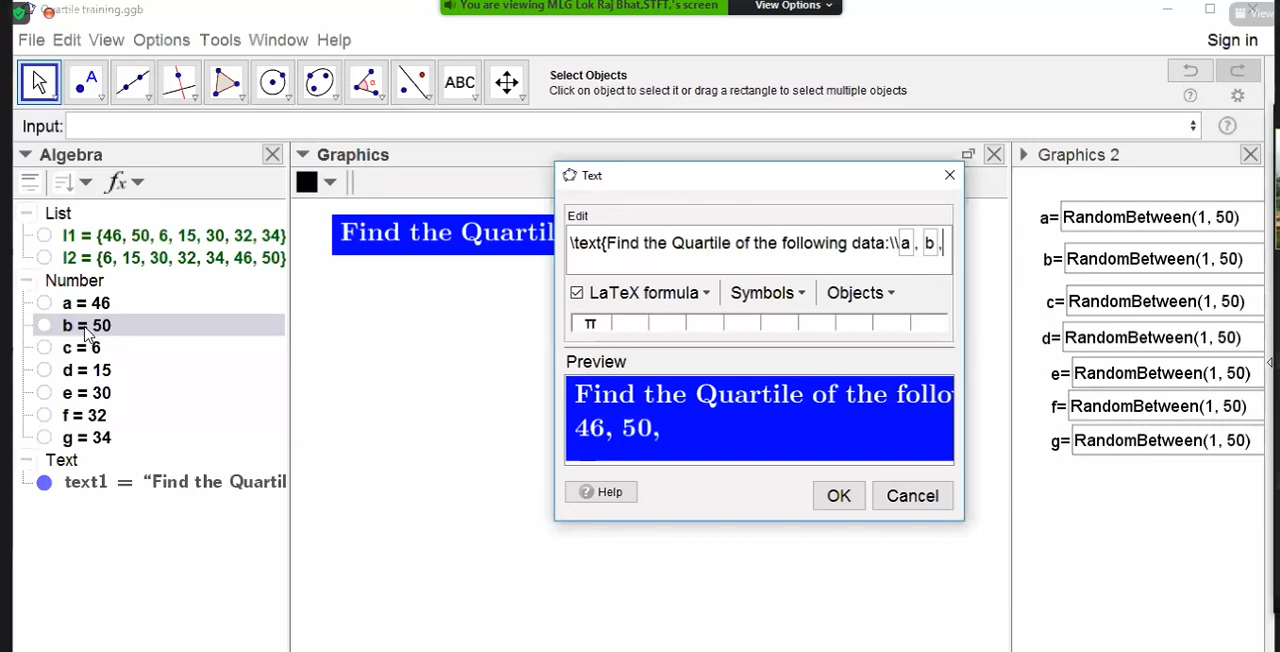 Quartile training.ggb
You are viewing MLG Lok Raj Bhat,STFT,'s screen
View Options
View
File Edit View Options Tools Window Help
Sign in
ABC
Select Objects
Click on object to select it or drag a rectangle to select multiple objects
Input:
Algebra
List
l1 = {46, 50, 6, 15, 30, 32, 34}
l2 = {6, 15, 30, 32, 34, 46, 50}
Number
a = 46
b = 50
c = 6
d = 15
e = 30
f = 32
g = 34
Text
text1 = “Find the Quartil
Graphics
Find the Quartil
Text
Edit
\text{Find the Quartile of the following data:\\a, b,
LaTeX formula
Symbols
Objects
π
Preview
Find the Quartile of the follo
46, 50,
Help
OK
Cancel
Graphics 2
a= RandomBetween(1, 50)
b= RandomBetween(1, 50)
c= RandomBetween(1, 50)
d= RandomBetween(1, 50)
e= RandomBetween(1, 50)
f= RandomBetween(1, 50)
g= RandomBetween(1, 50)